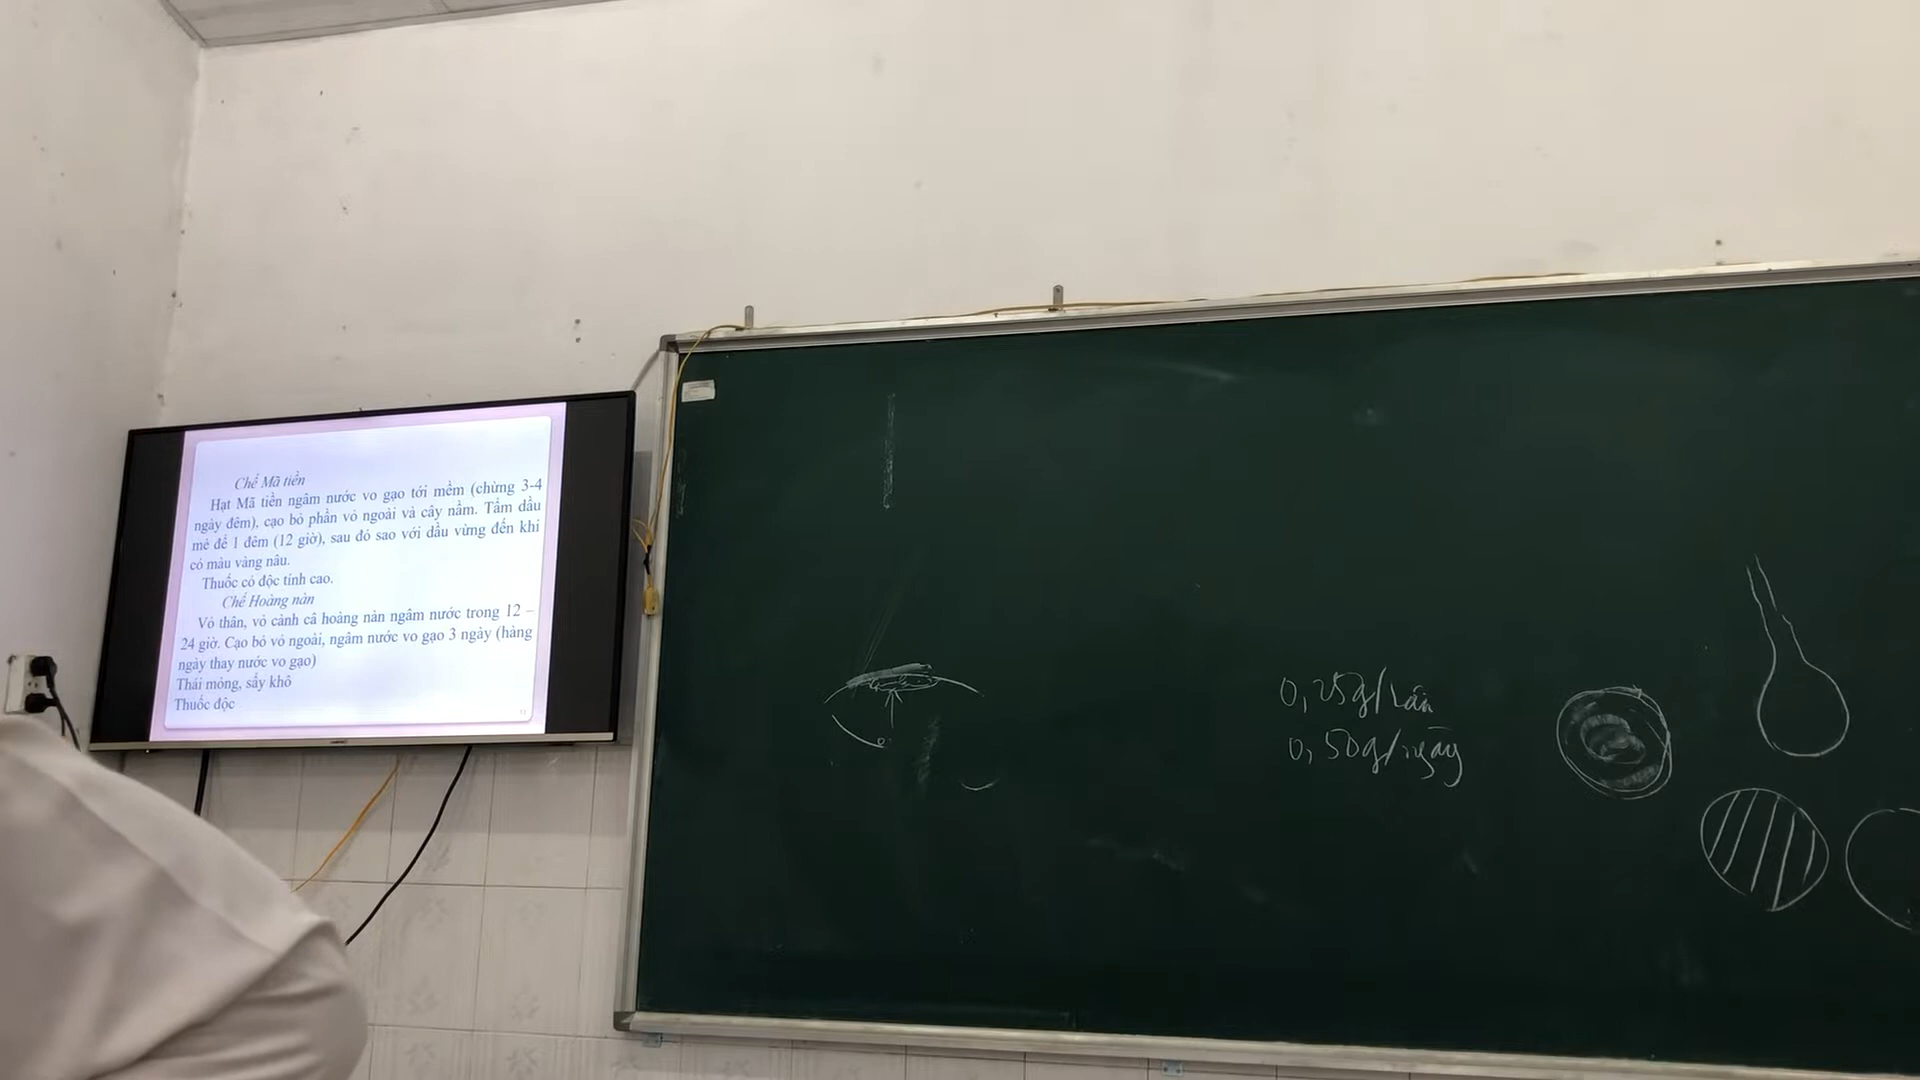 Chế Mã tiền
Hạt Mã tiền ngâm nước vo gạo tới mềm (chừng 3-4
ngày đêm), cạo bỏ phần vỏ ngoài và cây nầm. Tẩm dầu
mè để 1 đêm (12 giờ), sau đó sao với dầu vừng đến khi
có màu vàng nâu.
Thuốc có độc tính cao.
Chế Hoàng nàn
Vỏ thân, vỏ cành câ hoàng nàn ngâm nước trong 12 –
24 giờ. Cạo bỏ vỏ ngoài, ngâm nước vo gạo 3 ngày (hàng
ngày thay nước vo gạo)
Thái mỏng, sấy khô
Thuốc độc
0,25g/lần
0,50g/ngày